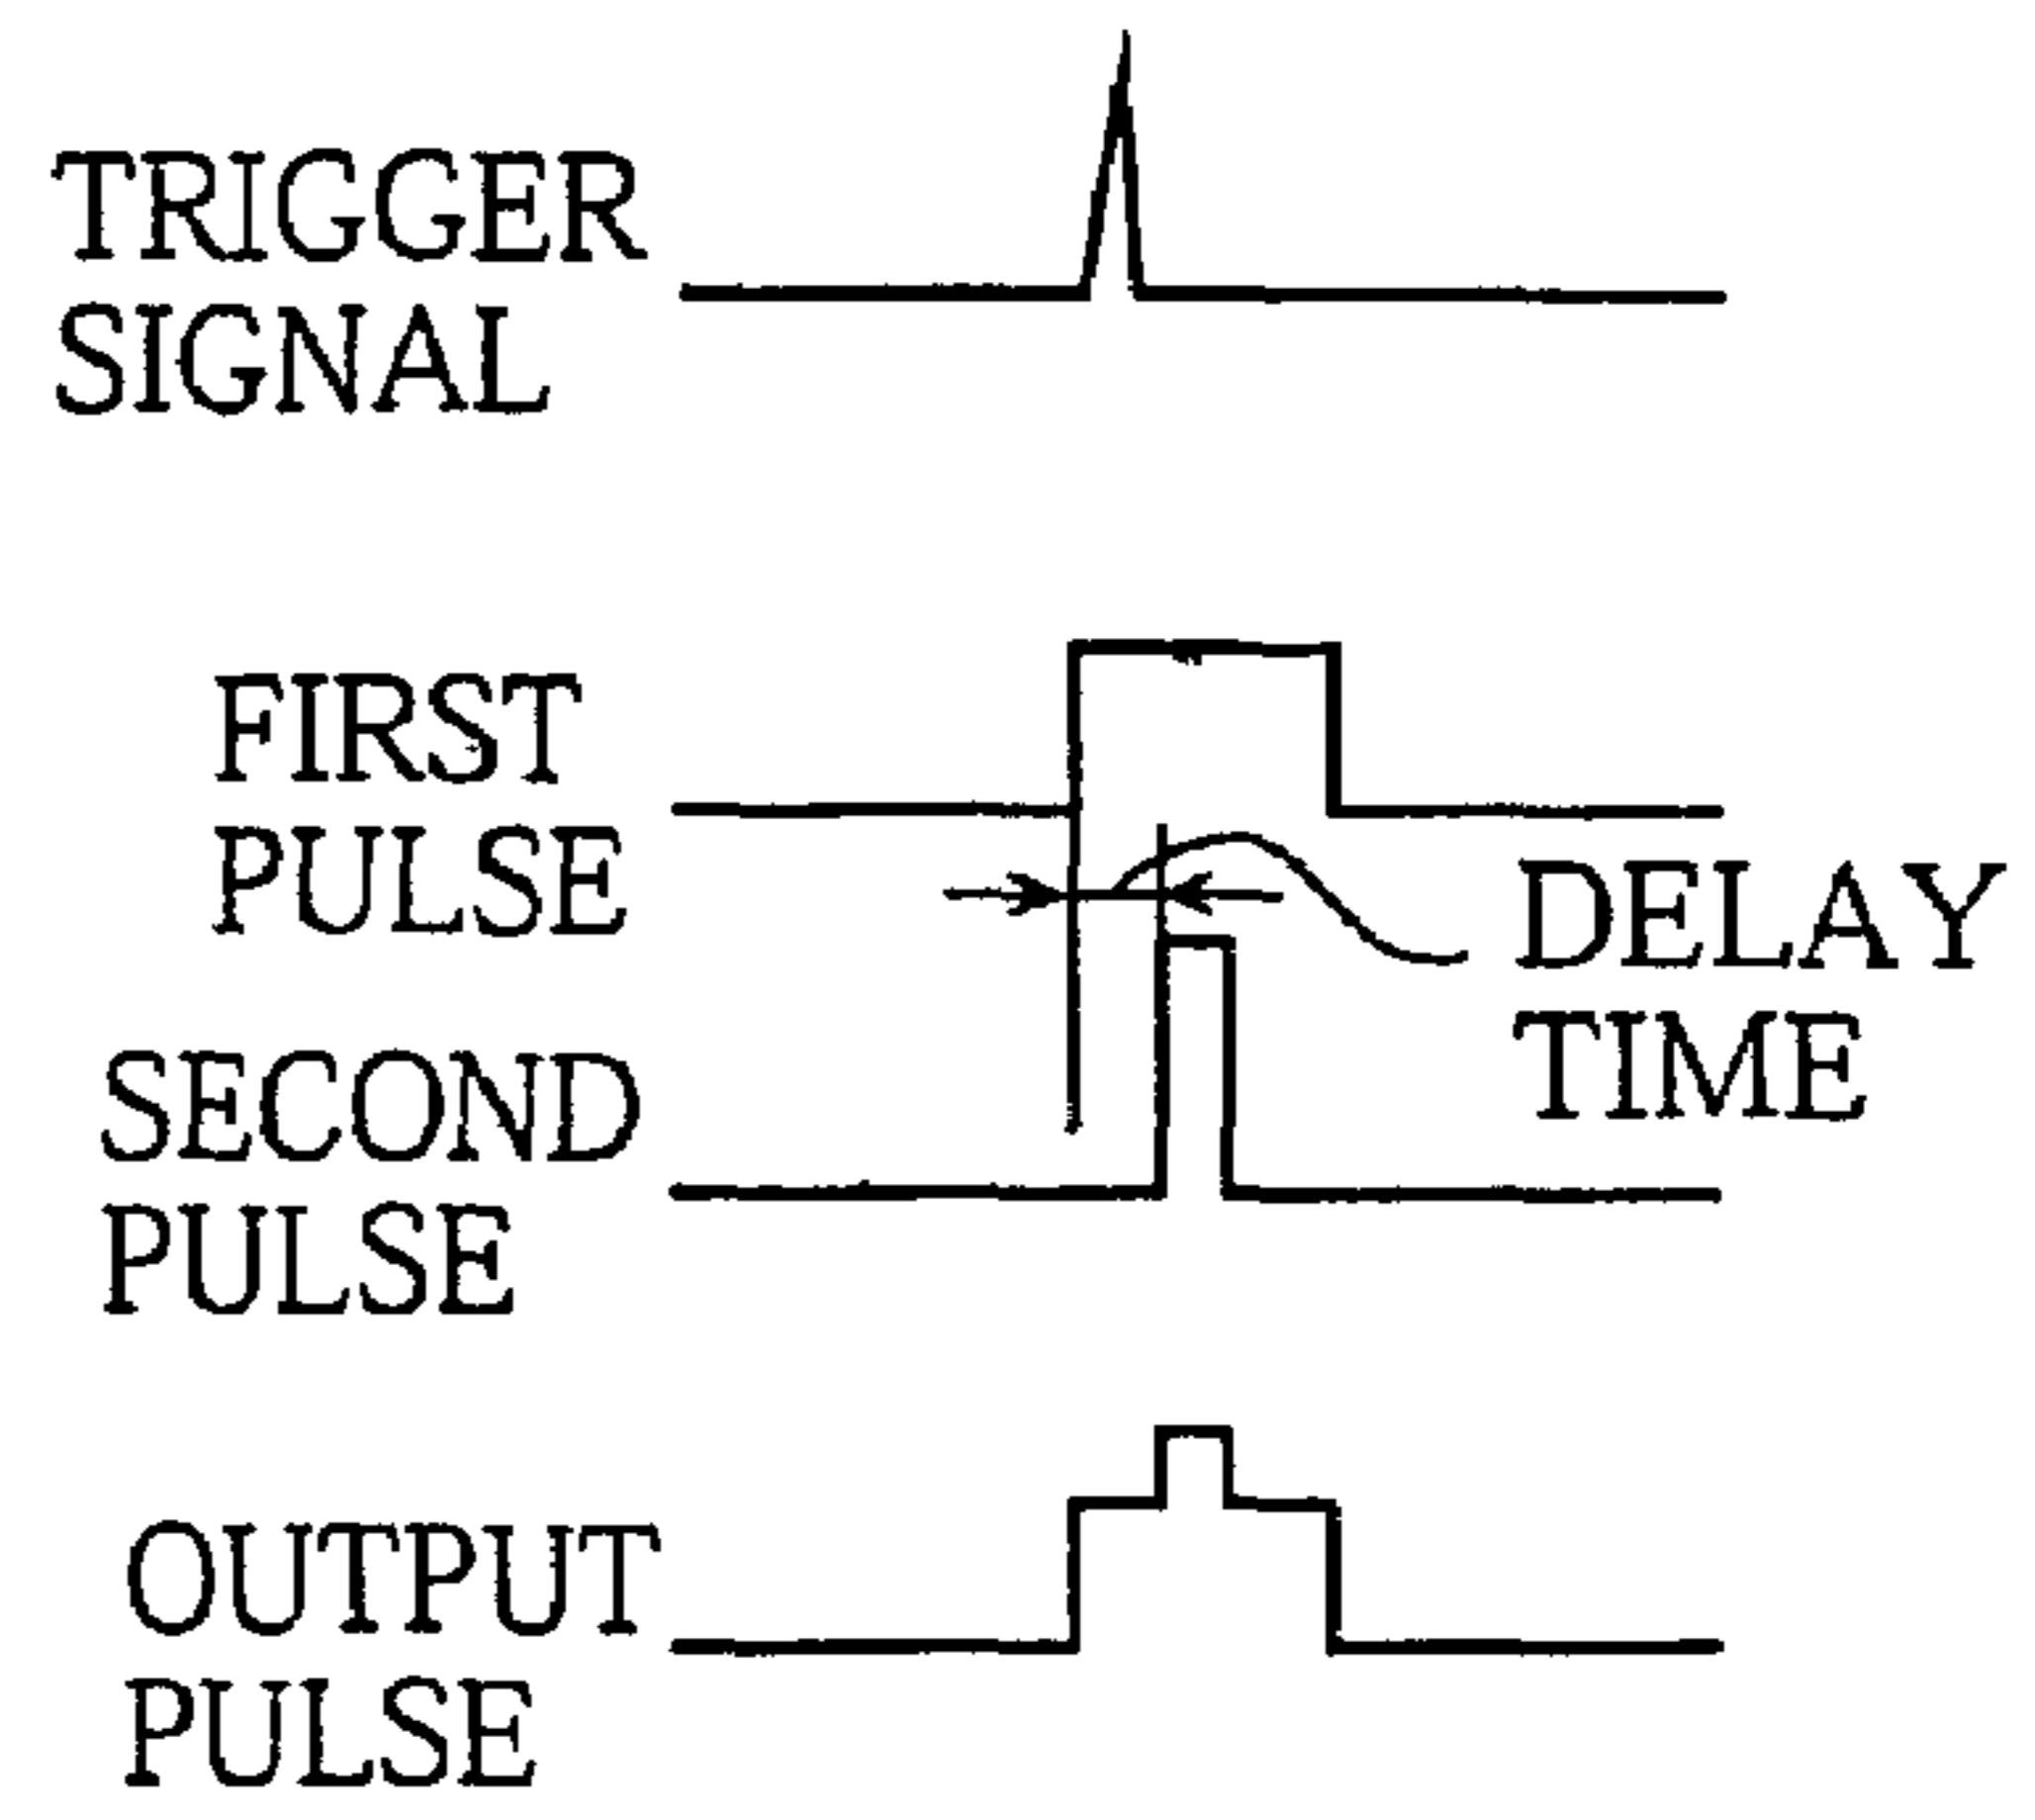 TRIGGER
SIGNAL
FIRST
PULSE
DELAY
TIME
SECOND
PULSE
OUTPUT
PULSE